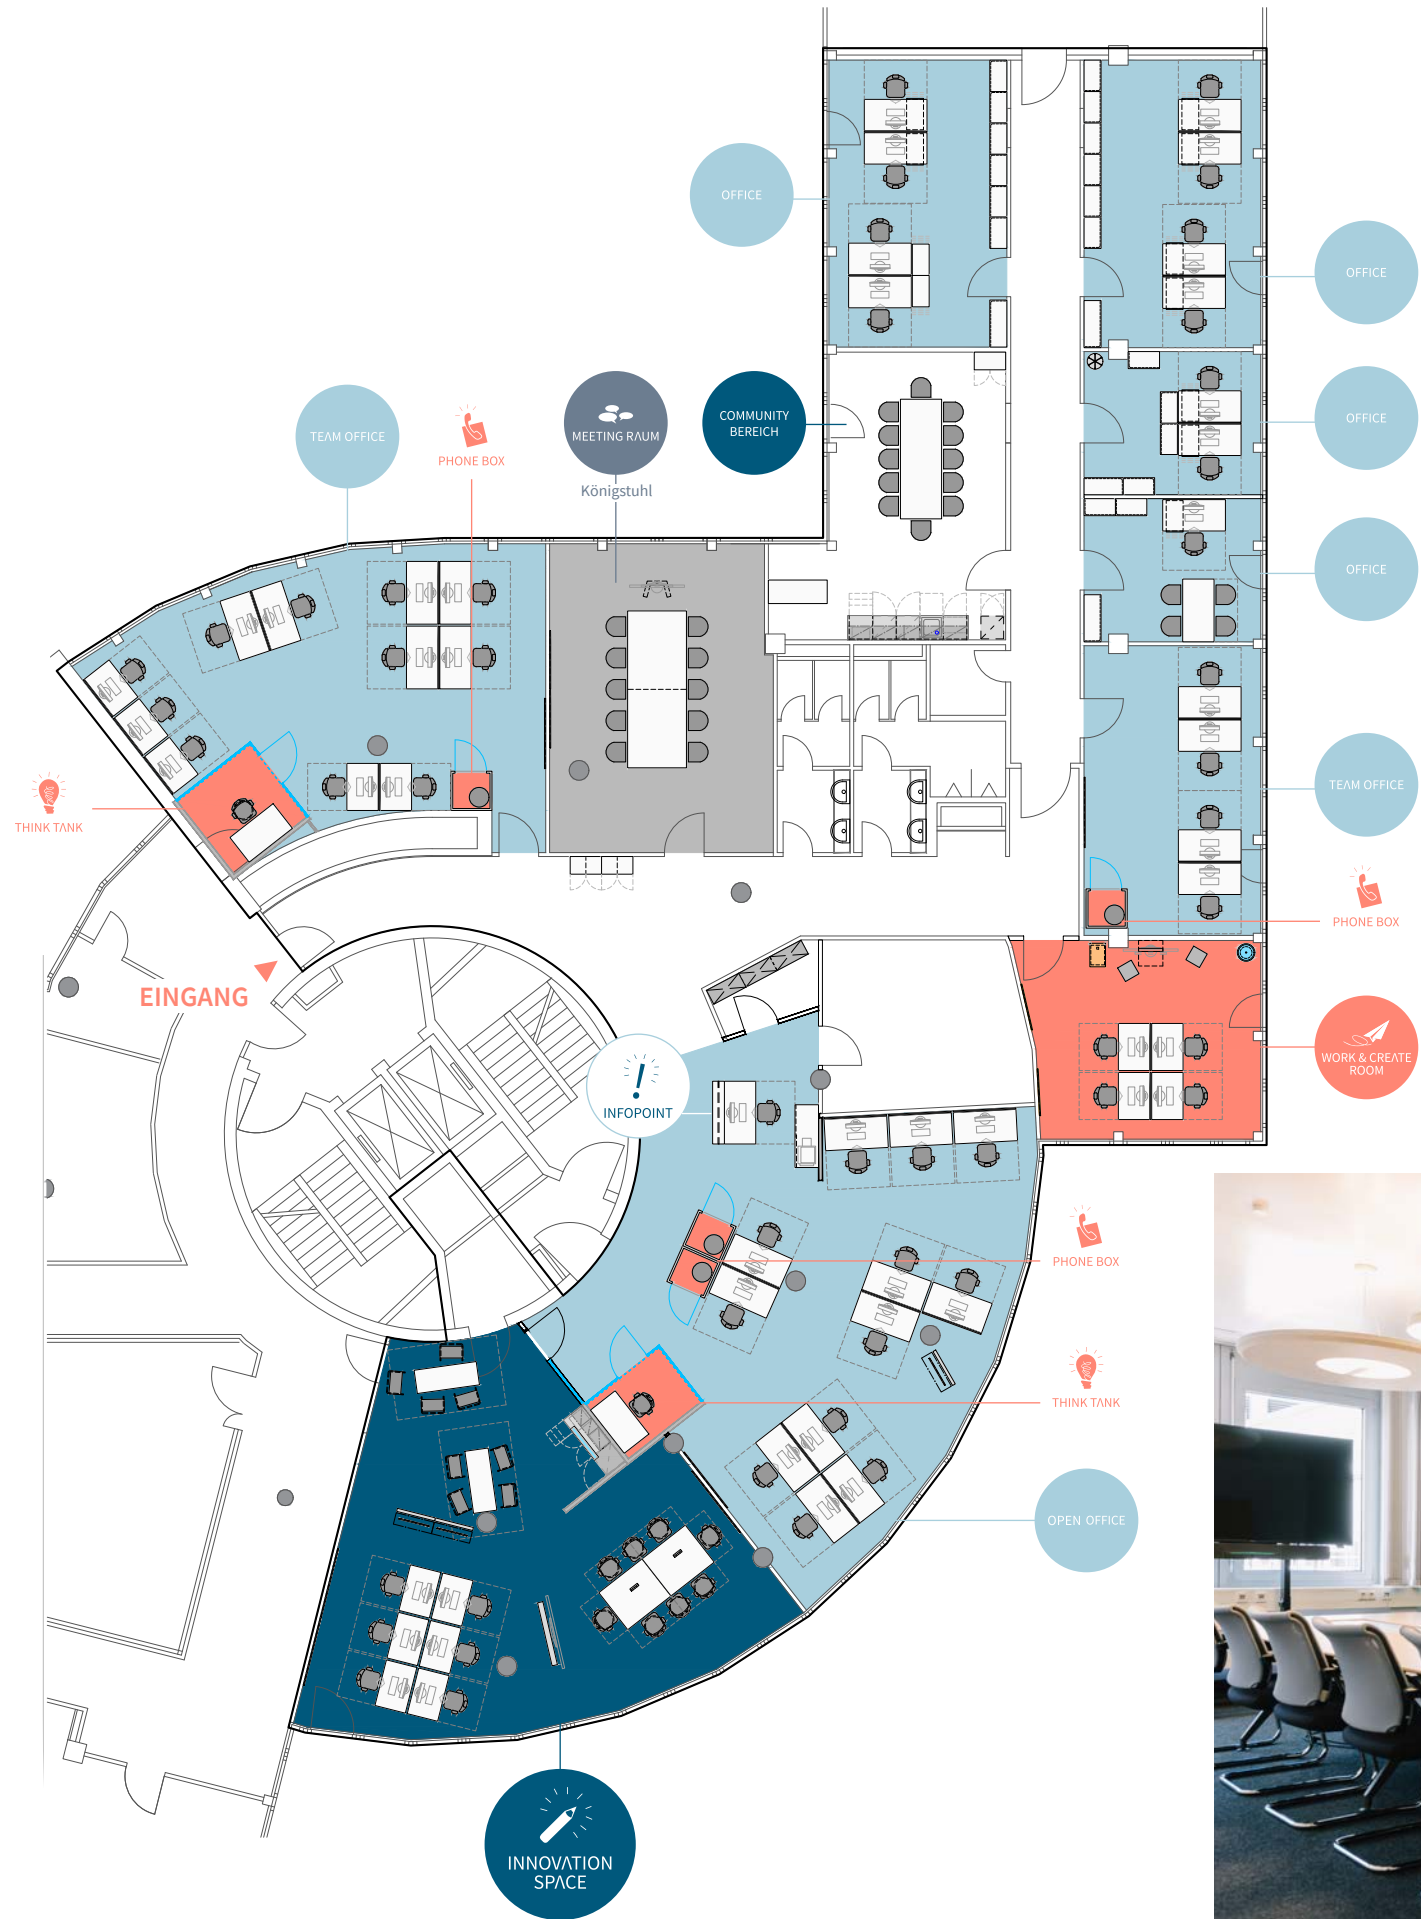 OFFICE
OFFICE
TEAM OFFICE
PHONE BOX
MEETING RAUM
Königstuhl
COMMUNITY
BEREICH
OFFICE
OFFICE
THINK TANK
TEAM OFFICE
PHONE BOX
EINGANG
WORK & CREATE
ROOM
INFOPOINT
PHONE BOX
THINK TANK
OPEN OFFICE
INNOVATION
SPACE